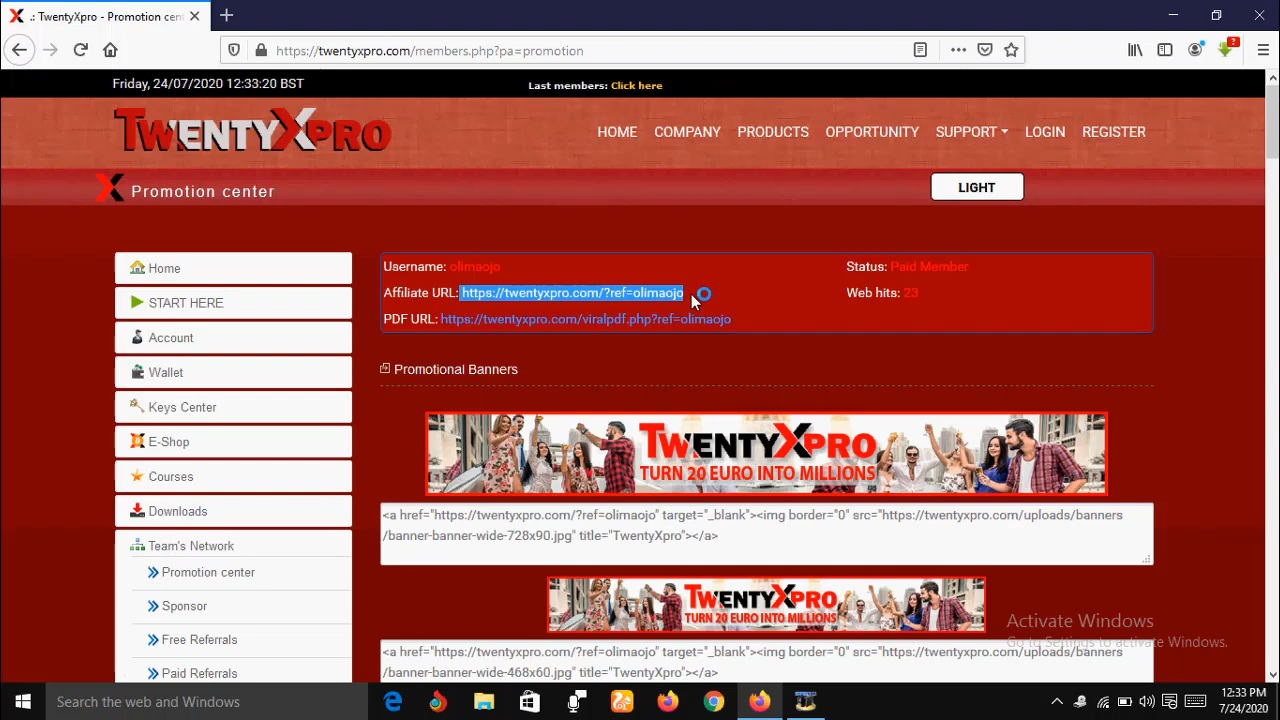 .: TwentyXpro - Promotion cent
https://twentyxpro.com/members.php?pa=promotion
Friday, 24/07/2020 12:33:20 BST
Last members: Click here
TwentyXpro
HOME COMPANY PRODUCTS OPPORTUNITY SUPPORT LOGIN REGISTER
X Promotion center
LIGHT
Home
START HERE
Account
Wallet
Keys Center
E-Shop
Courses
Downloads
Team's Network
Promotion center
Sponsor
Free Referrals
Paid Referrals
Username: olimaojo
Status: Paid Member
Affiliate URL: https://twentyxpro.com/?ref=olimaojo
Web hits: 23
PDF URL: https://twentyxpro.com/viralpdf.php?ref=olimaojo
Promotional Banners
TwentyXpro
TURN 20 EURO INTO MILLIONS
<a href="https://twentyxpro.com/?ref=olimaojo" target="_blank"><img border="0" src="https://twentyxpro.com/uploads/banners
/banner-banner-wide-728x90.jpg" title="TwentyXpro"></a>
TwentyXpro
TURN 20 EURO INTO MILLIONS
<a href="https://twentyxpro.com/?ref=olimaojo" target="_blank"><img border="0" src="https://twentyxpro.com/uploads/banners
/banner-banner-wide-468x60.jpg" title="TwentyXpro"></a>
Activate Windows
Go to Settings to activate Windows.
Search the web and Windows
12:33 PM
7/24/2020